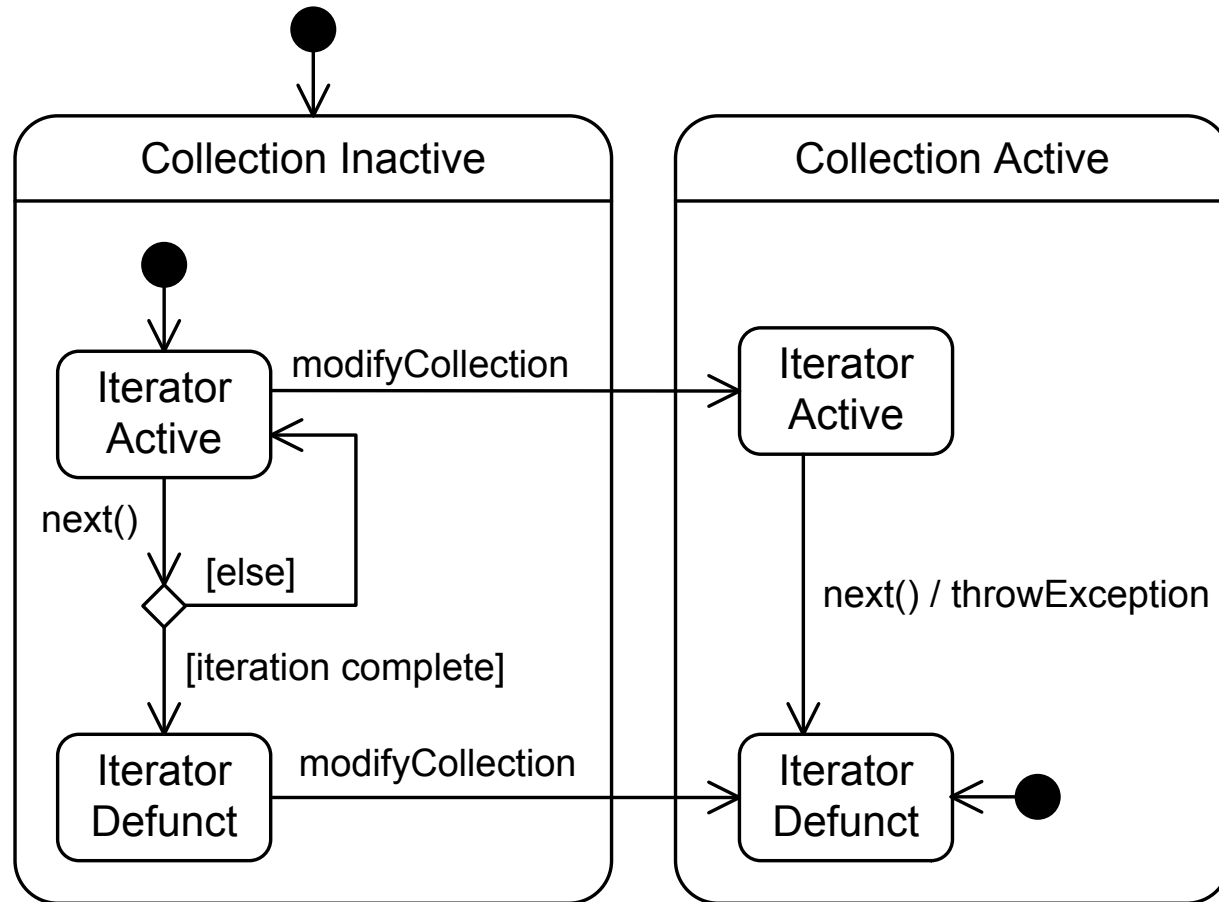 Collection Inactive
Collection Active
Iterator
Active
modifyCollection
Iterator
Active
next()
[else]
next() / throwException
[iteration complete]
Iterator
Defunct
modifyCollection
Iterator
Defunct